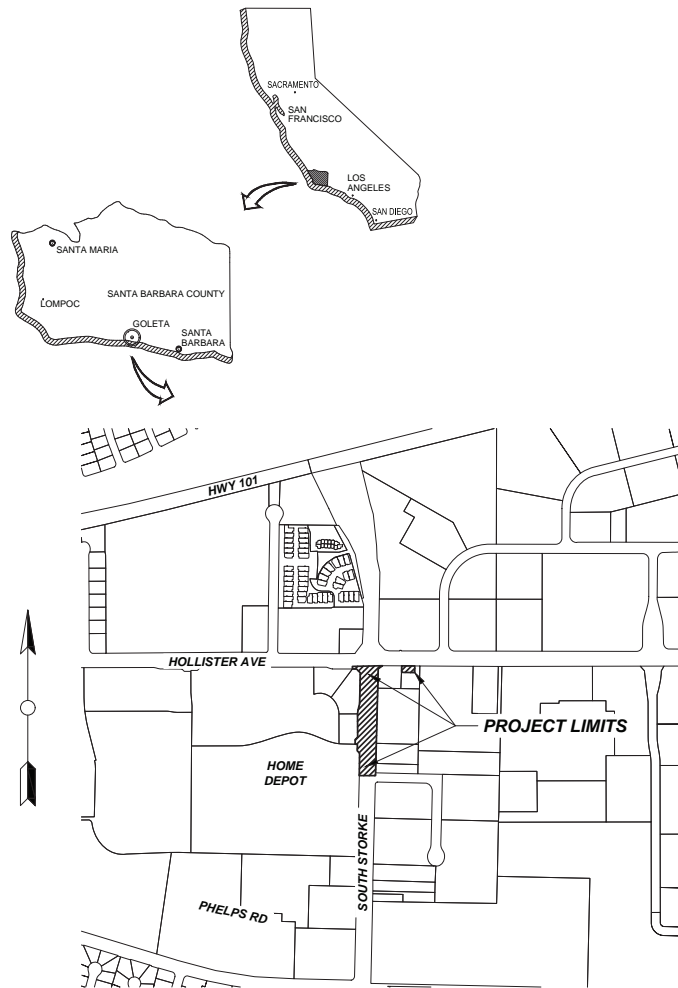 SACRAMENTO
SAN
FRANCISCO
LOS
ANGELES
SAN DIEGO
SANTA MARIA
LOMPOC
SANTA BARBARA COUNTY
GOLETA
SANTA
BARBARA
HWY 101
HOLLISTER AVE
PROJECT LIMITS
HOME
DEPOT
SOUTH STORKE
PHELPS RD